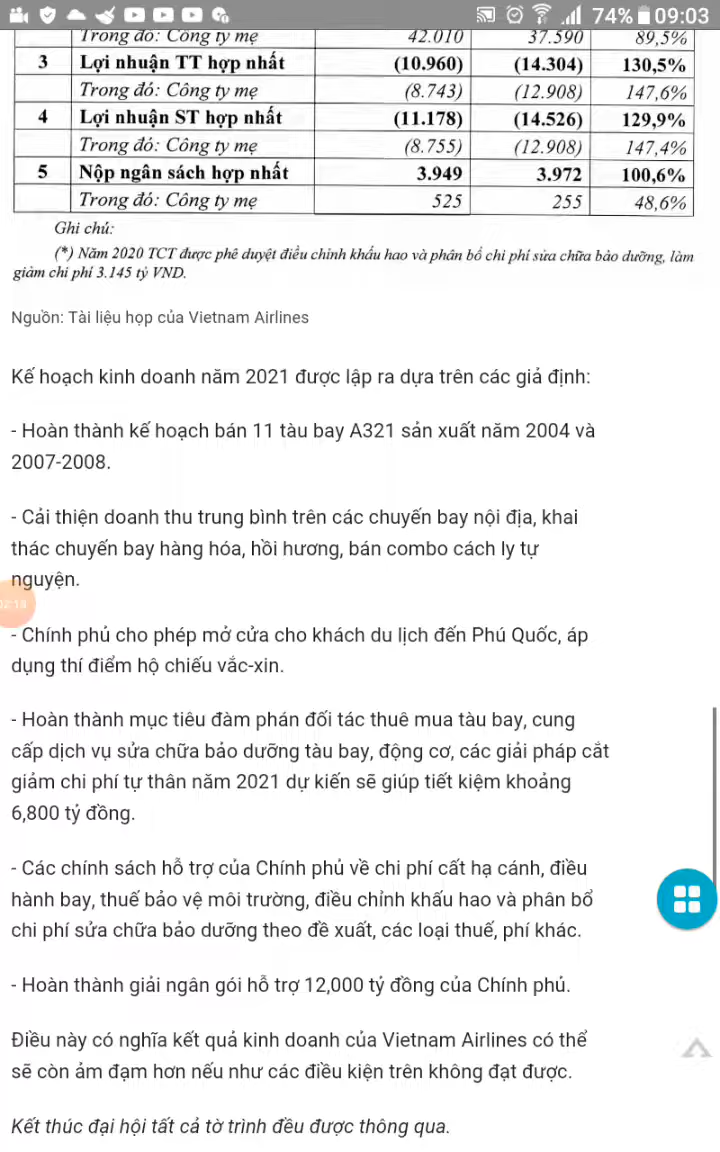 74% 09:03
Trong đó: Công ty mẹ 42.010 37.590 89,5%
3 Lợi nhuận TT hợp nhất (10.960) (14.304) 130,5%
Trong đó: Công ty mẹ (8.743) (12.908) 147,6%
4 Lợi nhuận ST hợp nhất (11.178) (14.526) 129,9%
Trong đó: Công ty mẹ (8.755) (12.908) 147,4%
5 Nộp ngân sách hợp nhất 3.949 3.972 100,6%
Trong đó: Công ty mẹ 525 255 48,6%
Ghi chú:
(*) Năm 2020 TCT được phê duyệt điều chỉnh khấu hao và phân bổ chi phí sửa chữa bảo dưỡng, làm
giảm chi phí 3.145 tỷ VND.
Nguồn: Tài liệu họp của Vietnam Airlines
Kế hoạch kinh doanh năm 2021 được lập ra dựa trên các giả định:
- Hoàn thành kế hoạch bán 11 tàu bay A321 sản xuất năm 2004 và
2007-2008.
- Cải thiện doanh thu trung bình trên các chuyến bay nội địa, khai
thác chuyến bay hàng hóa, hồi hương, bán combo cách ly tự
nguyện.
02:18
- Chính phủ cho phép mở cửa cho khách du lịch đến Phú Quốc, áp
dụng thí điểm hộ chiếu vắc-xin.
- Hoàn thành mục tiêu đàm phán đối tác thuê mua tàu bay, cung
cấp dịch vụ sửa chữa bảo dưỡng tàu bay, động cơ, các giải pháp cắt
giảm chi phí tự thân năm 2021 dự kiến sẽ giúp tiết kiệm khoảng
6,800 tỷ đồng.
- Các chính sách hỗ trợ của Chính phủ về chi phí cất hạ cánh, điều
hành bay, thuế bảo vệ môi trường, điều chỉnh khấu hao và phân bổ
chi phí sửa chữa bảo dưỡng theo đề xuất, các loại thuế, phí khác.
- Hoàn thành giải ngân gói hỗ trợ 12,000 tỷ đồng của Chính phủ.
Điều này có nghĩa kết quả kinh doanh của Vietnam Airlines có thể
sẽ còn ảm đạm hơn nếu như các điều kiện trên không đạt được.
Kết thúc đại hội tất cả tờ trình đều được thông qua.